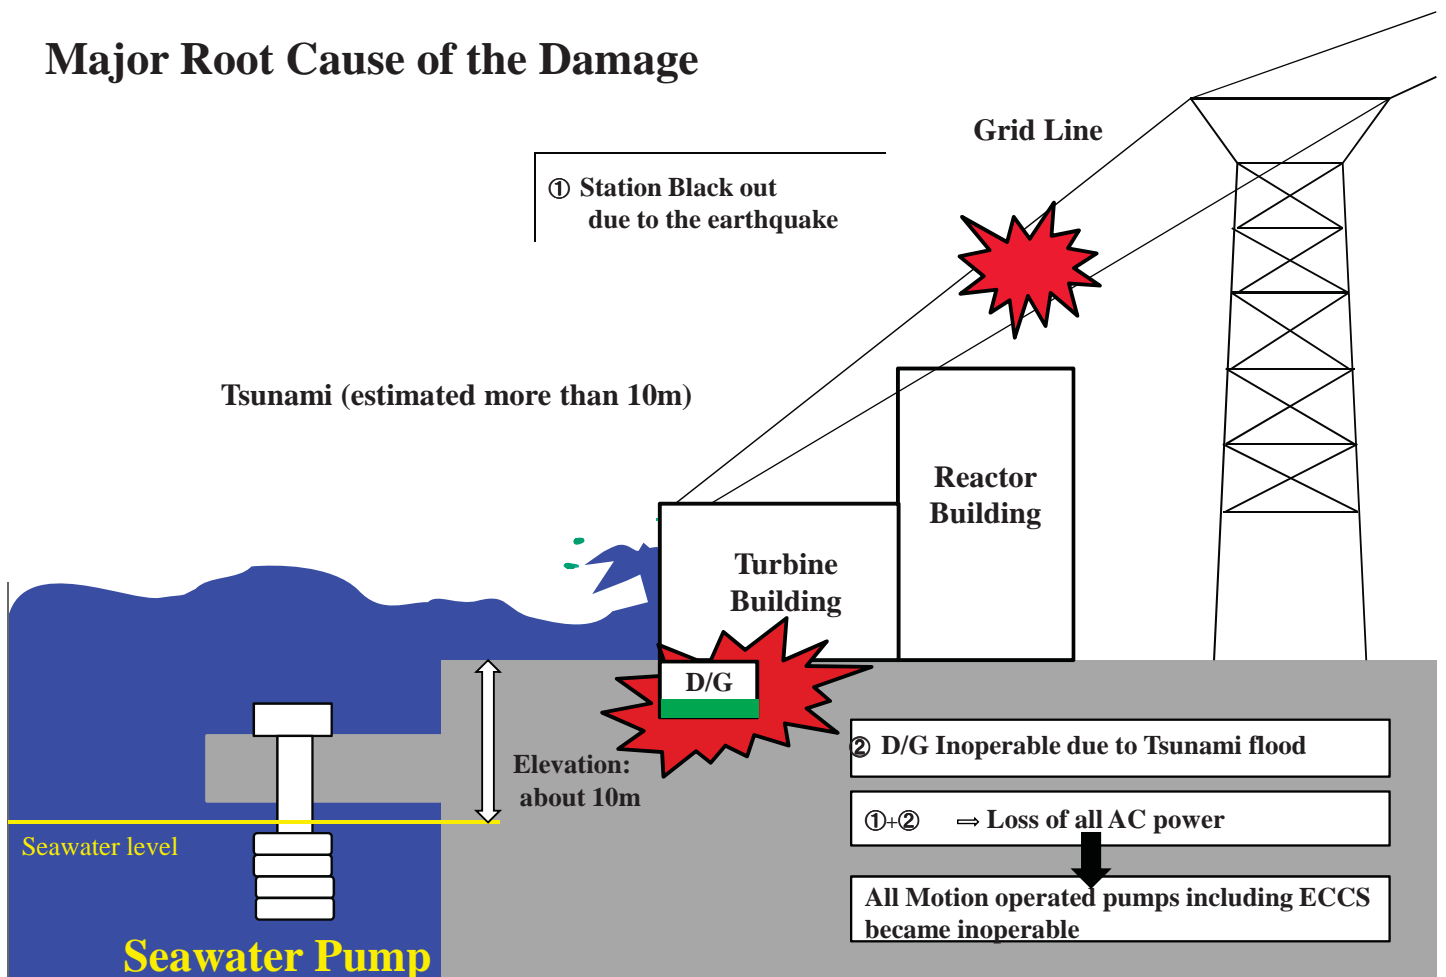 Major Root Cause of the Damage
Grid Line
① Station Black out
due to the earthquake
Tsunami (estimated more than 10m)
Reactor
Building
Turbine
Building
D/G
② D/G Inoperable due to Tsunami flood
Elevation:
about 10m
①+② ⇒ Loss of all AC power
Seawater level
All Motion operated pumps including ECCS
became inoperable
Seawater Pump